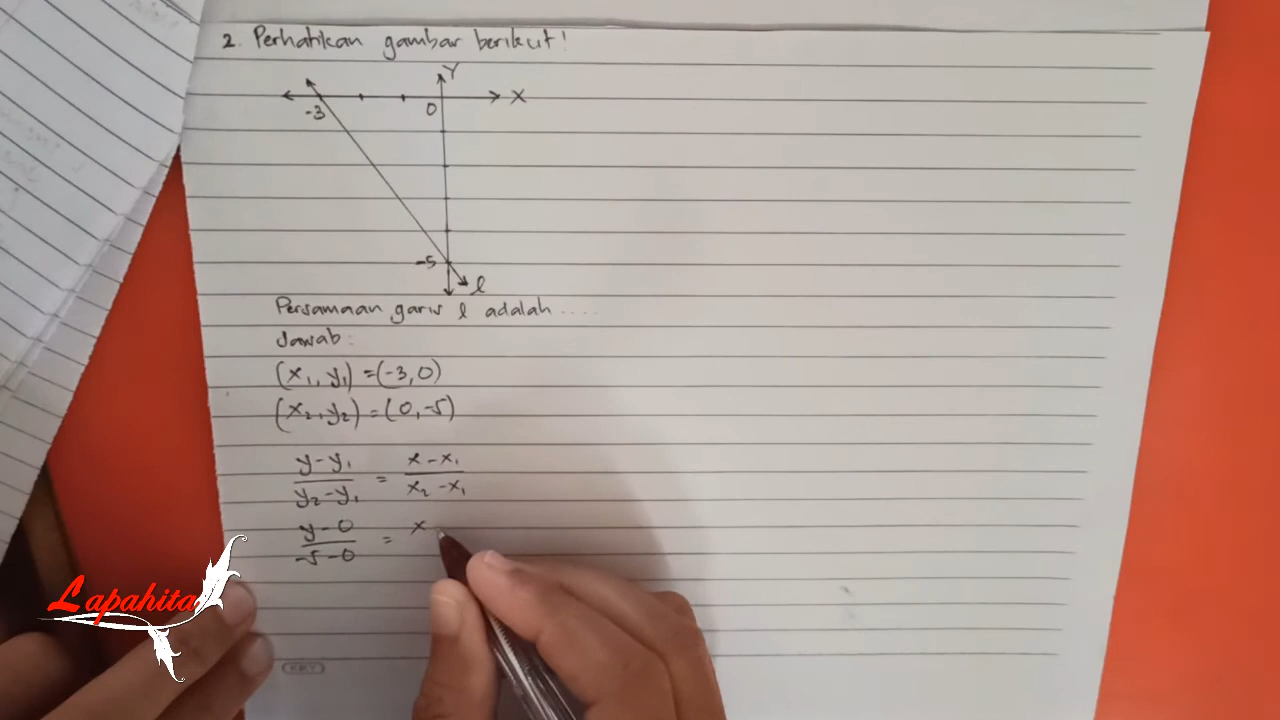 2. Perhatikan gambar berikut!
Y
-3 0 X
-5
l
Persamaan garis l adalah ....
Jawab:
(x₁, y₁) = (-3, 0)
(x₂, y₂) = (0, -5)
y - y₁ / y₂ - y₁ = x - x₁ / x₂ - x₁
y - 0 / -5 - 0 = x
Lapahita
KKY